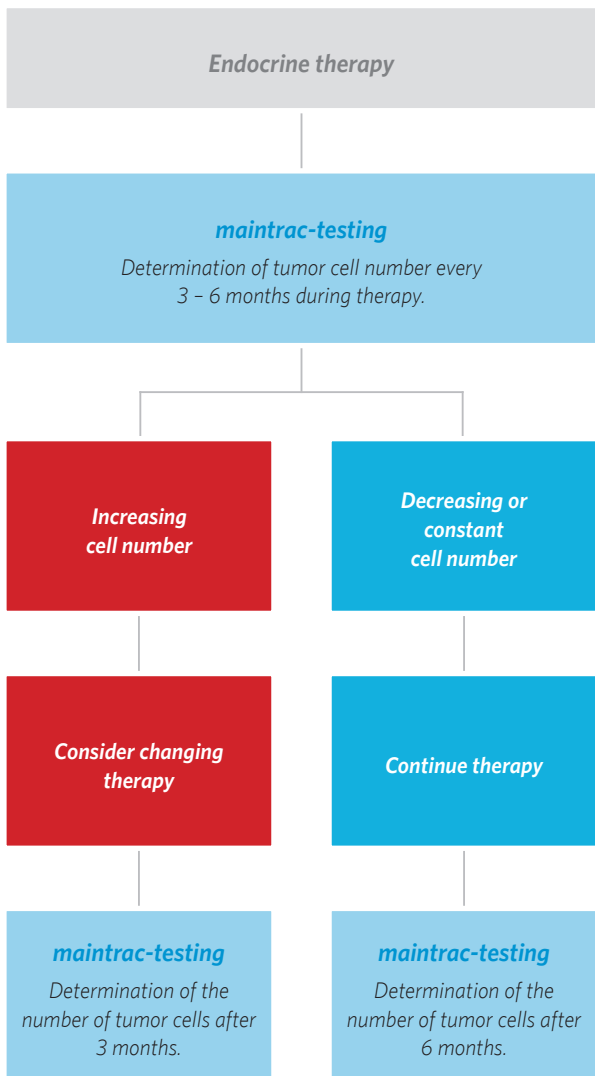 Endocrine therapy
maintrac-testing
Determination of tumor cell number every
3 – 6 months during therapy.
Increasing
cell number
Decreasing or
constant
cell number
Consider changing
therapy
Continue therapy
maintrac-testing
Determination of the
number of tumor cells after
3 months.
maintrac-testing
Determination of the
number of tumor cells after
6 months.